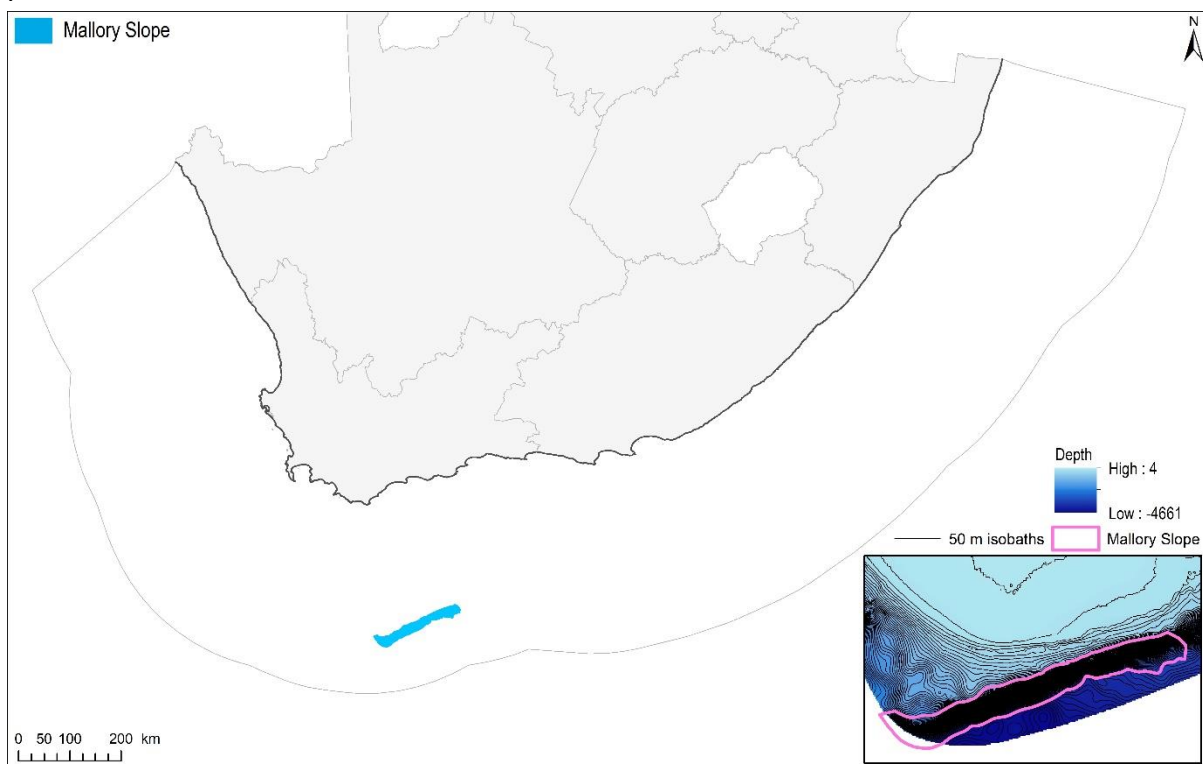 Mallory Slope
N
Depth
High : 4
Low : -4661
50 m isobaths
Mallory Slope
0 50 100 200 km